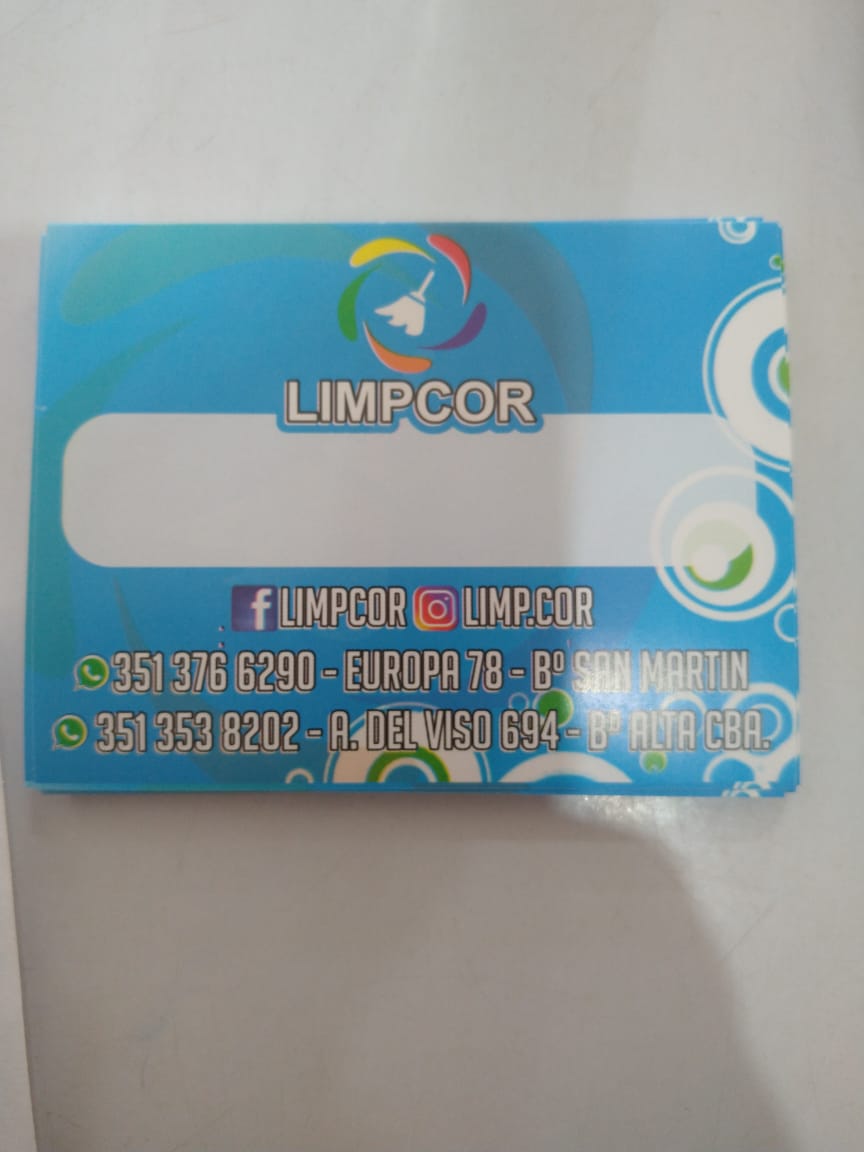 LIMPCOR
LIMPCOR LIMP.COR
351 376 6290 - EUROPA 78 - Bº SAN MARTIN
351 353 8202 - A. DEL VISO 694 - Bº ALTA CBA.